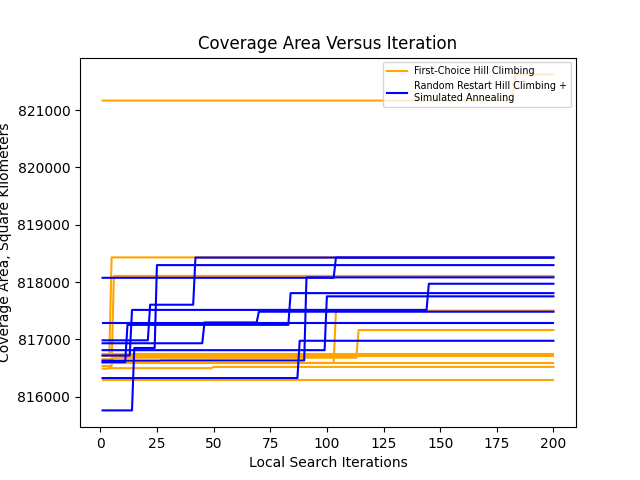 Coverage Area Versus Iteration
First-Choice Hill Climbing
Random Restart Hill Climbing +
Simulated Annealing
821000
820000
819000
818000
817000
816000
Coverage Area, Square Kilometers
0 25 50 75 100 125 150 175 200
Local Search Iterations